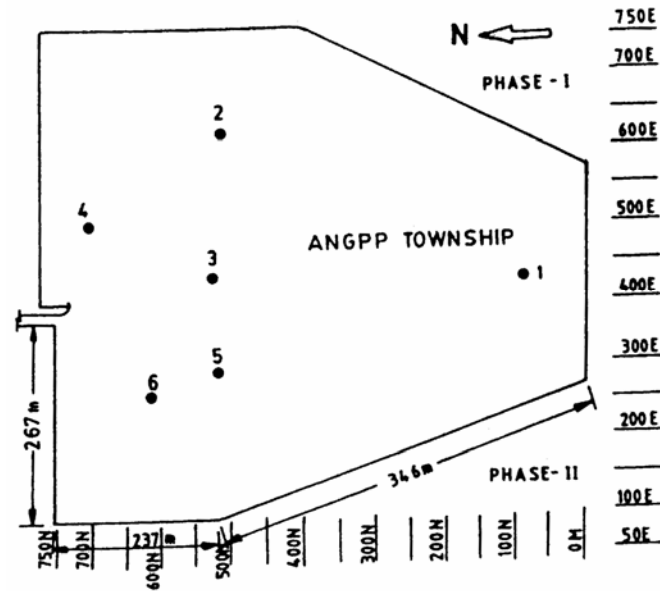 750E
N
700E
PHASE - I
2
600E
4
500E
ANGPP TOWNSHIP
3
1
400E
300E
5
6
267m
200E
346m
PHASE-II
100E
750N
700N
237m
600N
500N
400N
300N
200N
100N
0M
50E